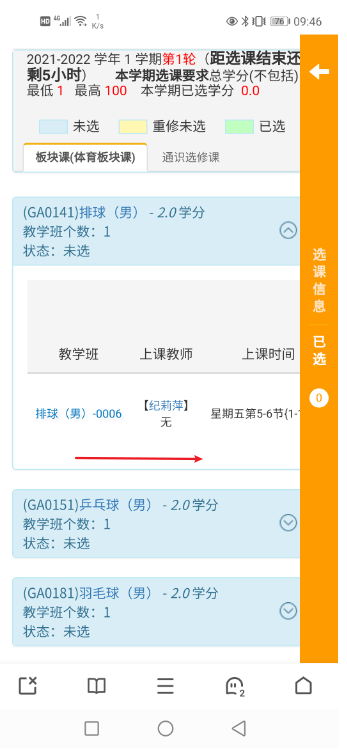 HD 4G 1 K/s 76 09:46
2021-2022 学年 1 学期第1轮（距选课结束还
剩5小时） 本学期选课要求总学分(不包括)
最低 1 最高 100 本学期已选学分 0.0
未选 重修未选 已选
板块课(体育板块课) 通识选修课
(GA0141)排球（男） - 2.0 学分
教学班个数：1
状态：未选
教学班 上课教师 上课时间
排球（男）-0006 【纪莉萍】 星期五第5-6节{1-1
无
(GA0151)乒乓球（男） - 2.0 学分
教学班个数：1
状态：未选
(GA0181)羽毛球（男） - 2.0 学分
教学班个数：1
状态：未选
选课信息
已选
0
2